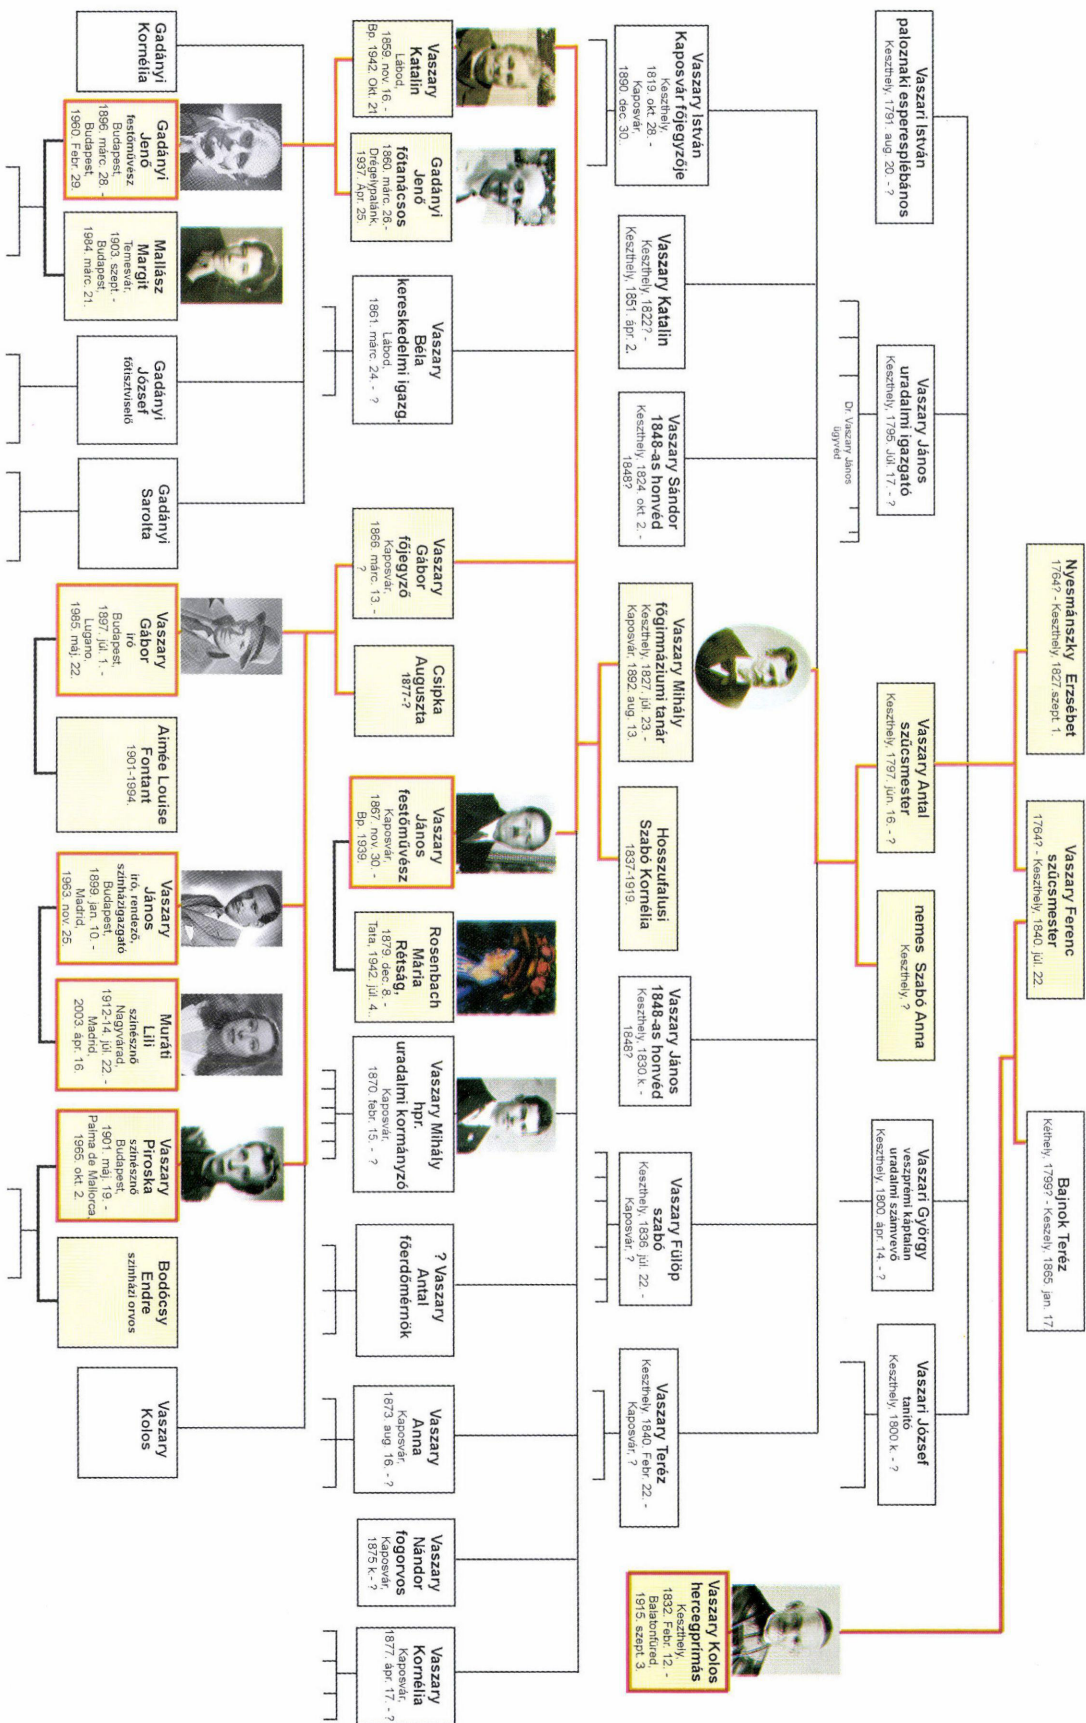 Nyesmánszky Erzsébet
1764? - Keszthely, 1827.szept. 1.
Vaszary Ferenc
szűcsmester
1764? - Keszthely, 1840. júl. 22.
Bajnok Teréz
Kéthely, 1799? - Keszely, 1865. jan. 17.
Vaszari István
paloznaki esperesplébános
Keszthely, 1791. aug. 20. - ?
Vaszary János
uradalmi igazgató
Keszthely, 1795. Júl. 17. - ?
Dr. Vaszary János
ügyvéd
Vaszary Antal
szűcsmester
Keszthely, 1797. jún. 16. - ?
nemes Szabó Anna
Keszthely, ?
Vaszari György
veszprémi káptalan
uradalmi számvevő
Keszthely, 1800. ápr. 14. - ?
Vaszari József
tanító
Keszthely, 1800 k. - ?
Vaszary István
Kaposvár főjegyzője
Keszthely,
1819. okt. 28. -
Kaposvár,
1890. dec. 30.
Vaszary Katalin
Keszthely, 1822? -
Keszthely, 1851. ápr. 2.
Vaszary Sándor
1848-as honvéd
Keszthely, 1824. okt. 2. -
1848?
Vaszary Mihály
főgimnáziumi tanár
Keszthely, 1827. júl. 23. -
Kaposvár, 1892. aug. 13.
Hosszufalusi
Szabó Kornélia
1837-1919.
Vaszary János
1848-as honvéd
Keszthely, 1830.k. -
1848?
Vaszary Fülöp
szabó
Keszthely, 1836. júl. 22. -
Kaposvár, ?
Vaszary Teréz
Keszthely, 1840. Febr. 22. -
Kaposvár, ?
Vaszary Kolos
hercegprímás
Keszthely,
1832. Febr. 12. -
Balatonfüred,
1915. szept. 3.
Vaszary
Katalin
Lábod,
1859. nov. 16. -
Bp. 1942. Okt. 21
Gadányi
Jenő
főtanácsos
1860. márc. 26.-
Drégelypalánk,
1937. Ápr. 25.
Vaszary
Béla
kereskedelmi igazg.
Lábod,
1861. márc. 24. - ?
Vaszary
Gábor
főjegyző
Kaposvár,
1866. márc. 13. -
?
Csipka
Auguszta
1877-?
Vaszary
János
festőművész
Kaposvár,
1867. nov. 30. -
Bp. 1939.
Rosenbach
Mária
Rétság,
1879. dec. 8. -
Tata, 1942. júl. 4..
Vaszary Mihály
hpr.
uradalmi kormányzó
Kaposvár,
1870. febr. 15. - ?
? Vaszary
Antal
főerdőmérnök
Vaszary
Anna
Kaposvár,
1873. aug. 16. - ?
Vaszary
Nándor
fogorvos
Kaposvár,
1875 k.- ?
Vaszary
Kornélia
Kaposvár,
1877. ápr. 17. - ?
Gadányi
Kornélia
Gadányi
Jenő
festőművész
Budapest,
1896. márc. 28. -
Budapest,
1960. Febr. 29.
Mallász
Margit
Temesvár,
1903. szept. -
Budapest,
1984. márc. 21.
Gadányi
József
főtisztviselő
Gadányi
Sarolta
Vaszary
Gábor
író
Budapest,
1897. júl. 1. -
Lugano,
1985. máj. 22.
Aimée Louise
Fontant
1901-1994.
Vaszary
János
író, rendező,
színházigazgató
Budapest,
1899. jan. 10. -
Madrid,
1963. nov. 25.
Muráti
Lili
színésznő
Nagyvárad,
1912-14. júl. 22. -
Madrid,
2003. ápr. 16.
Vaszary
Piroska
színésznő
Budapest,
1901. máj. 19. -
Palma de Mallorca,
1965. okt. 2.
Bodócsy
Endre
színházi orvos
Vaszary
Kolos